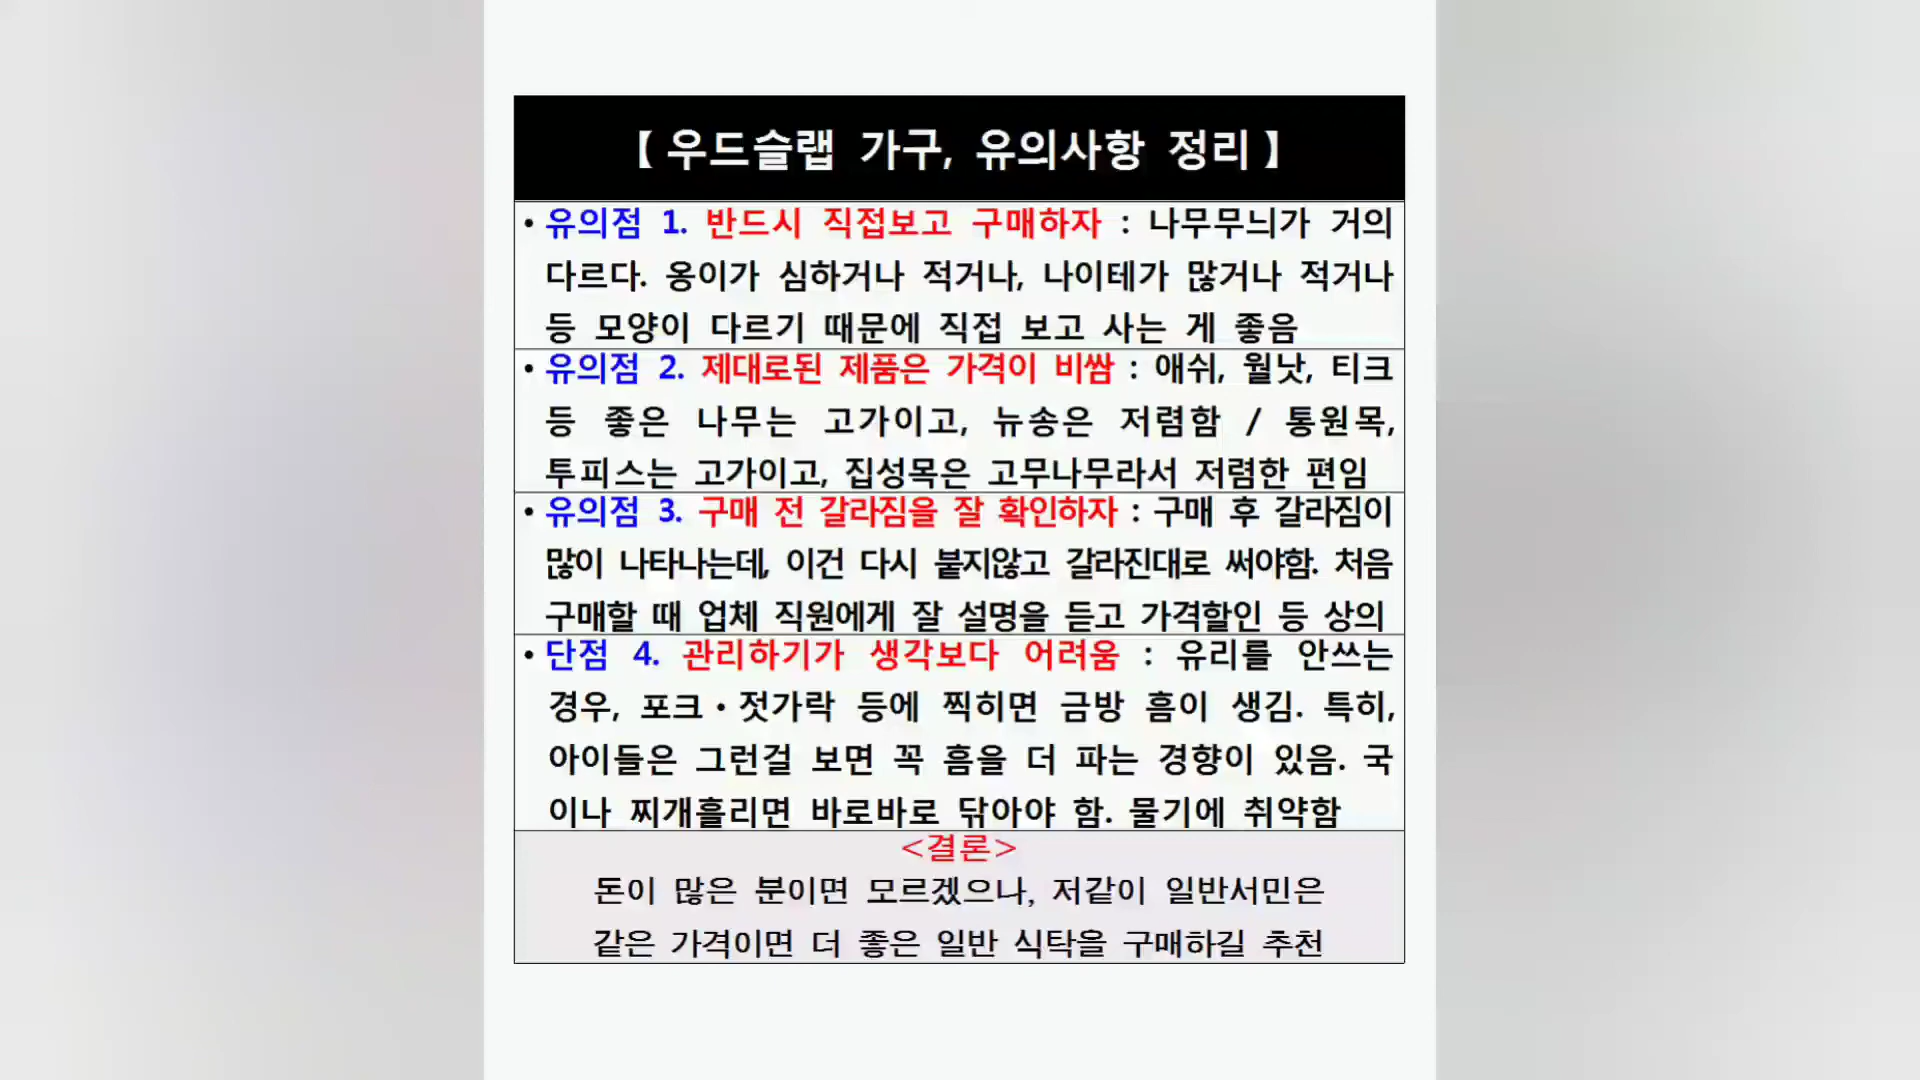 【 우드슬랩 가구, 유의사항 정리 】
• 유의점 1. 반드시 직접보고 구매하자 : 나무무늬가 거의
다르다. 옹이가 심하거나 적거나, 나이테가 많거나 적거나
등 모양이 다르기 때문에 직접 보고 사는 게 좋음
• 유의점 2. 제대로된 제품은 가격이 비쌈 : 애쉬, 월낫, 티크
등 좋은 나무는 고가이고, 뉴송은 저렴함 / 통원목,
투피스는 고가이고, 집성목은 고무나무라서 저렴한 편임
• 유의점 3. 구매 전 갈라짐을 잘 확인하자 : 구매 후 갈라짐이
많이 나타나는데, 이건 다시 붙지않고 갈라진대로 써야함. 처음
구매할 때 업체 직원에게 잘 설명을 듣고 가격할인 등 상의
• 단점 4. 관리하기가 생각보다 어려움 : 유리를 안쓰는
경우, 포크・젓가락 등에 찍히면 금방 흠이 생김. 특히,
아이들은 그런걸 보면 꼭 흠을 더 파는 경향이 있음. 국
이나 찌개흘리면 바로바로 닦아야 함. 물기에 취약함
<결론>
돈이 많은 분이면 모르겠으나, 저같이 일반서민은
같은 가격이면 더 좋은 일반 식탁을 구매하길 추천